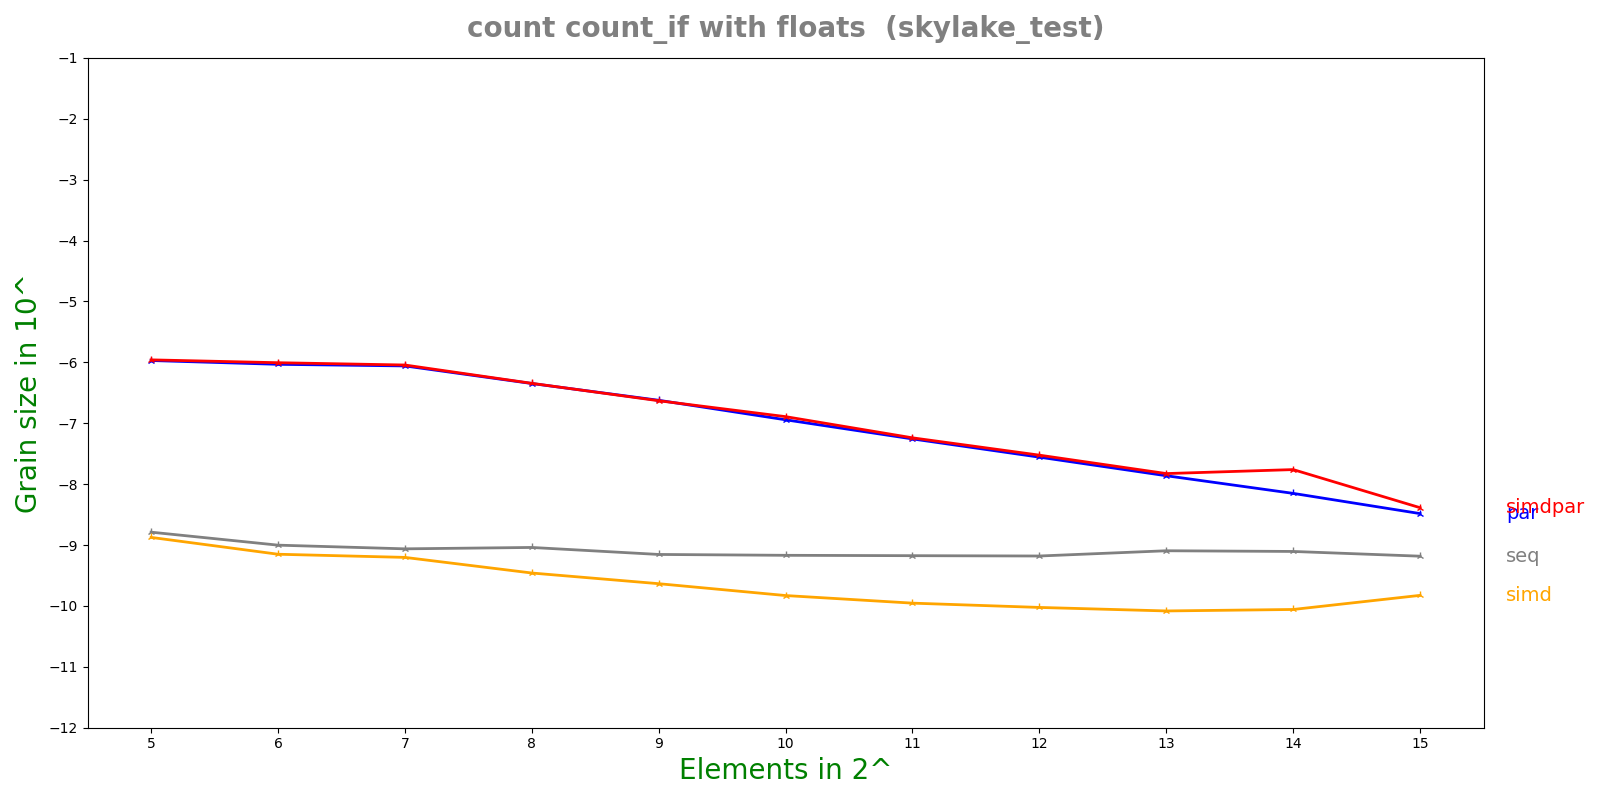 count count_if with floats  (skylake_test)
Grain size in 10^
−1
−2
−3
−4
−5
−6
−7
−8
−9
−10
−11
−12
simdpar
par
seq
simd
5 6 7 8 9 10 11 12 13 14 15
Elements in 2^